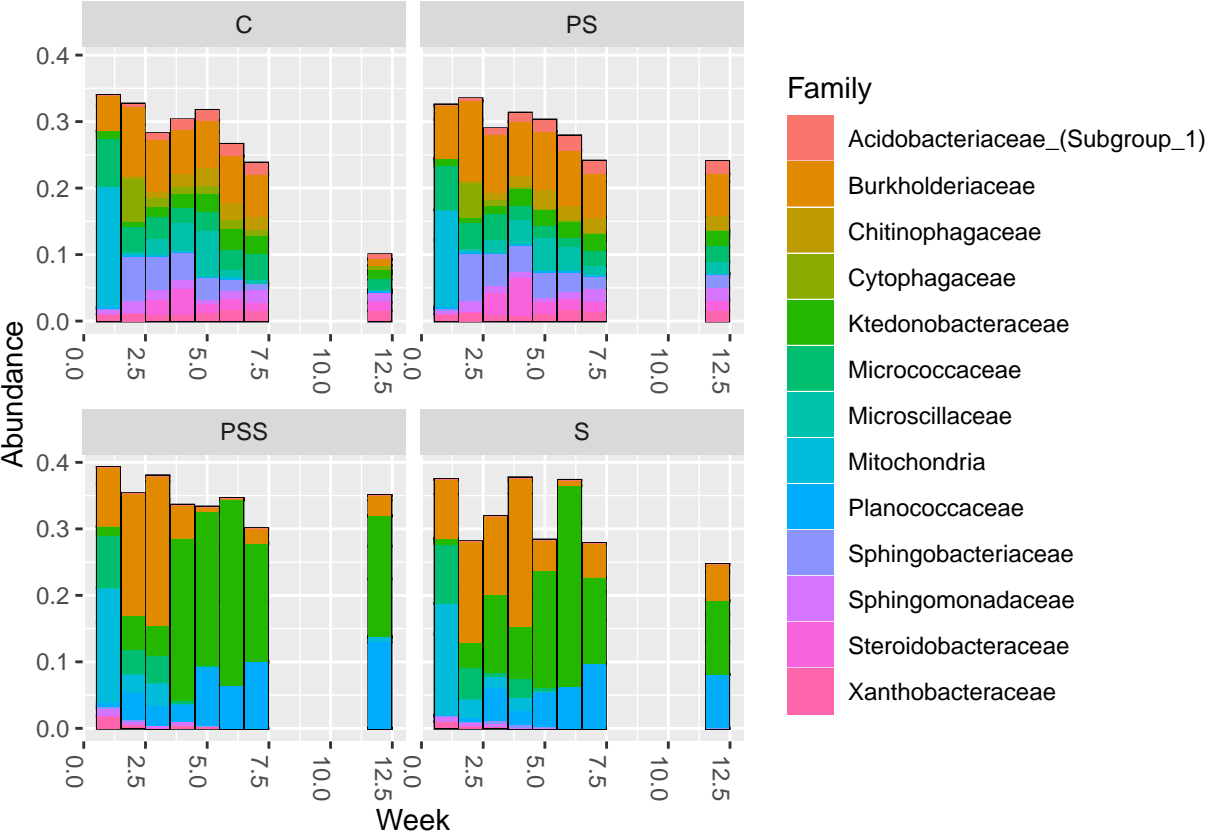 C
PS
0.4
0.3
0.2
0.1
0.0
0.0
2.5
5.0
7.5
10.0
12.5
0.0
2.5
5.0
7.5
10.0
12.5
PSS
S
0.4
0.3
0.2
0.1
0.0
0.0
2.5
5.0
7.5
10.0
12.5
0.0
2.5
5.0
7.5
10.0
12.5
Abundance
Week
Family
Acidobacteriaceae_(Subgroup_1)
Burkholderiaceae
Chitinophagaceae
Cytophagaceae
Ktedonobacteraceae
Micrococcaceae
Microscillaceae
Mitochondria
Planococcaceae
Sphingobacteriaceae
Sphingomonadaceae
Steroidobacteraceae
Xanthobacteraceae